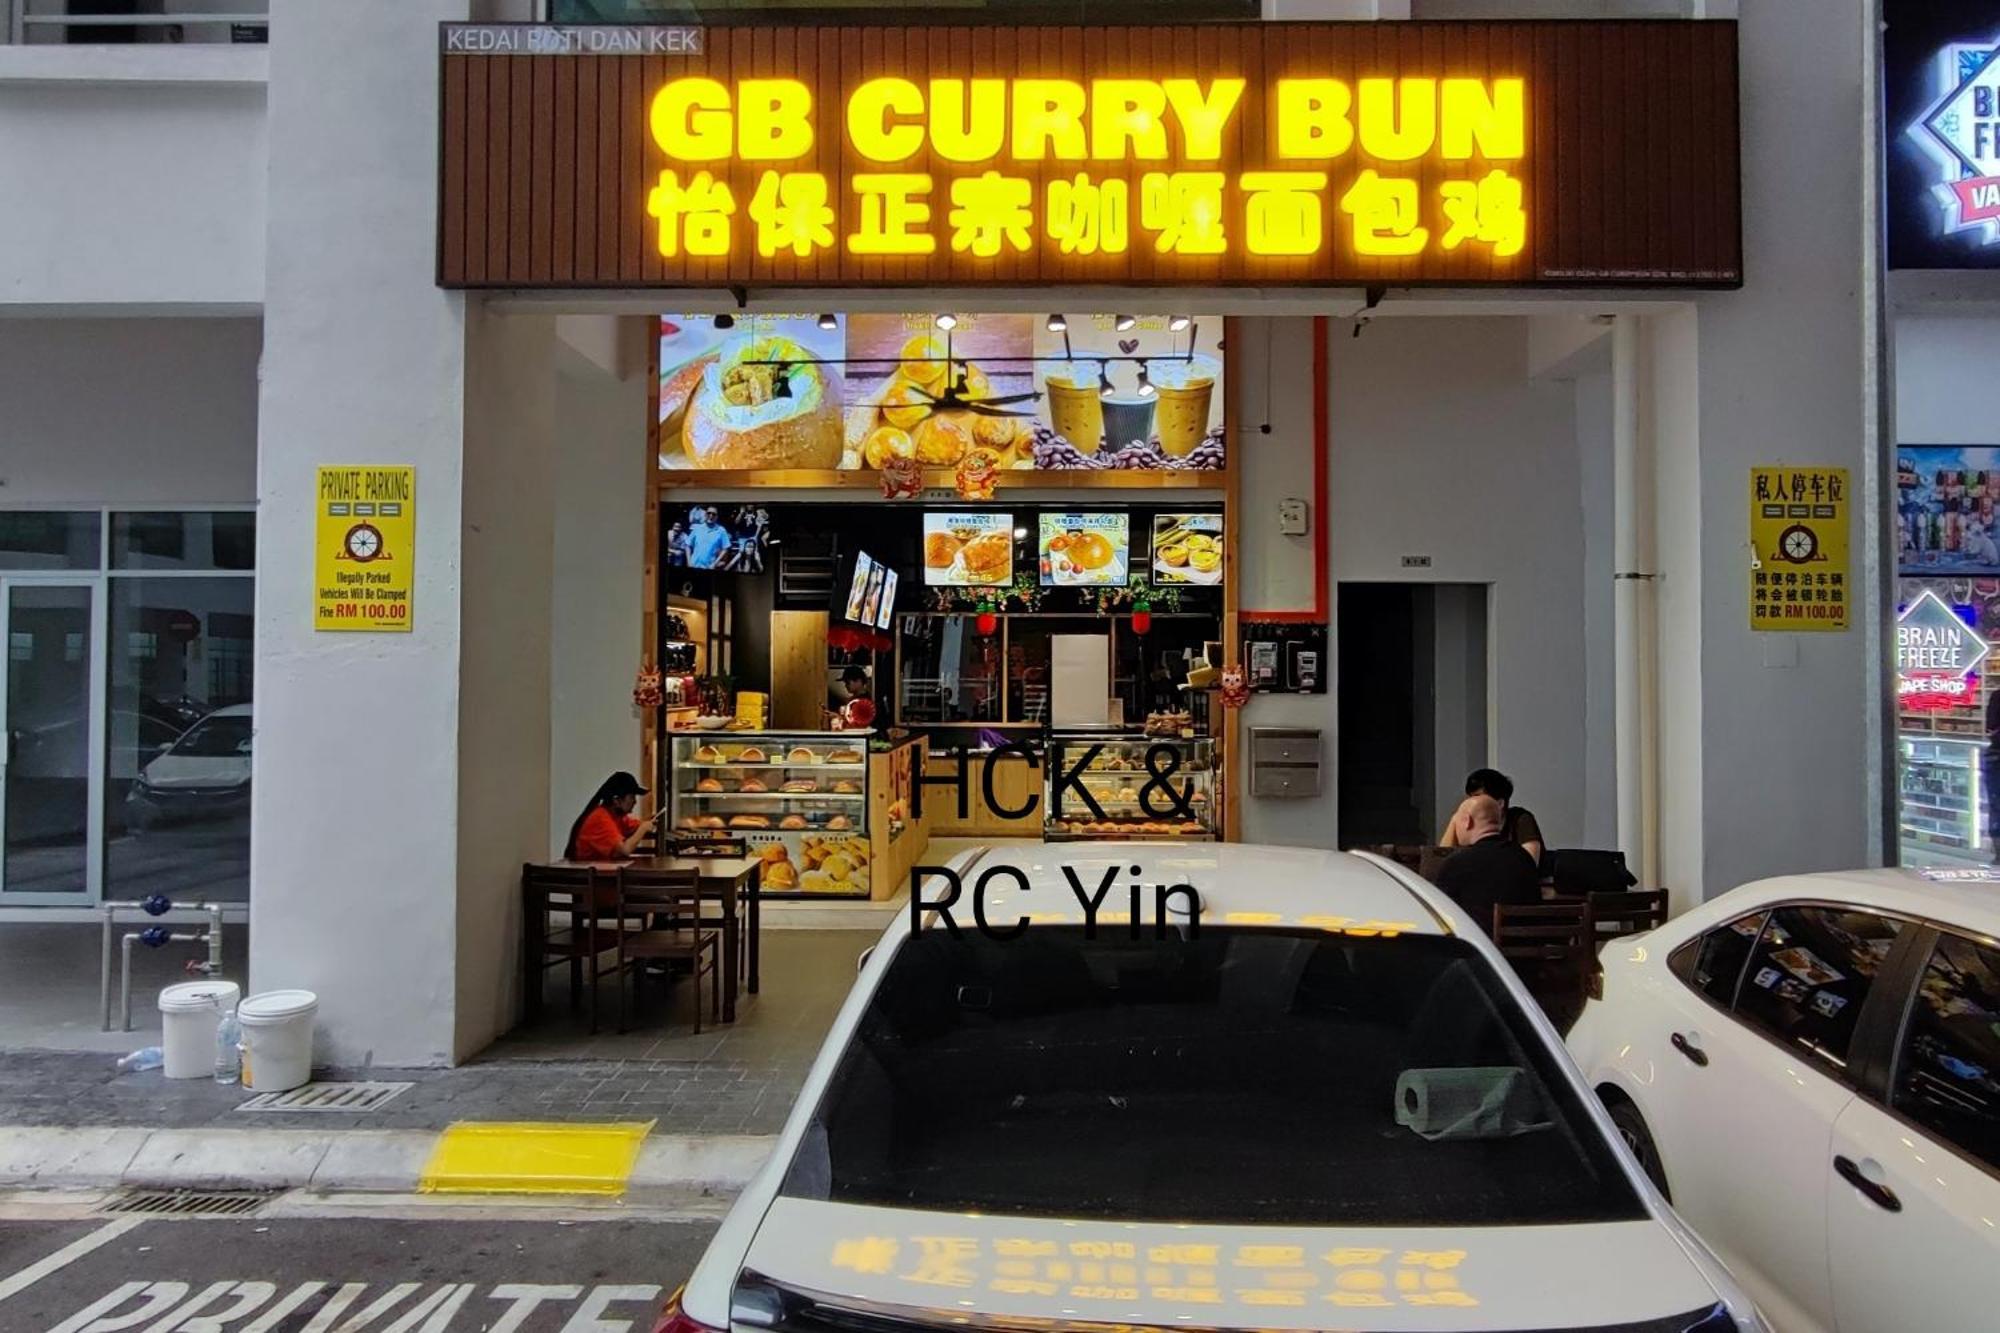 KEDAI ROTI DAN KEK
GB CURRY BUN
怡保正宗咖喱面包鸡
PRIVATE PARKING
Illegally Parked
Vehicles Will Be Clamped
Fine RM 100.00
私人停车位
随便停泊车辆
将会被锁轮胎
罚款 RM 100.00
BRAIN
FREEZE
VAPE SHOP
HCK &
RC Yin
PRIVATE